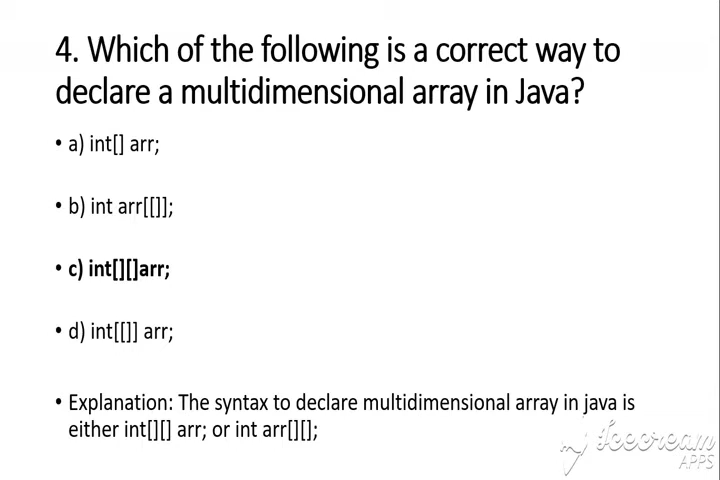 4. Which of the following is a correct way to
declare a multidimensional array in Java?
• a) int[] arr;
• b) int arr[[]];
• c) int[][]arr;
• d) int[[]] arr;
• Explanation: The syntax to declare multidimensional array in java is
either int[][] arr; or int arr[][];
Icecream
APPS